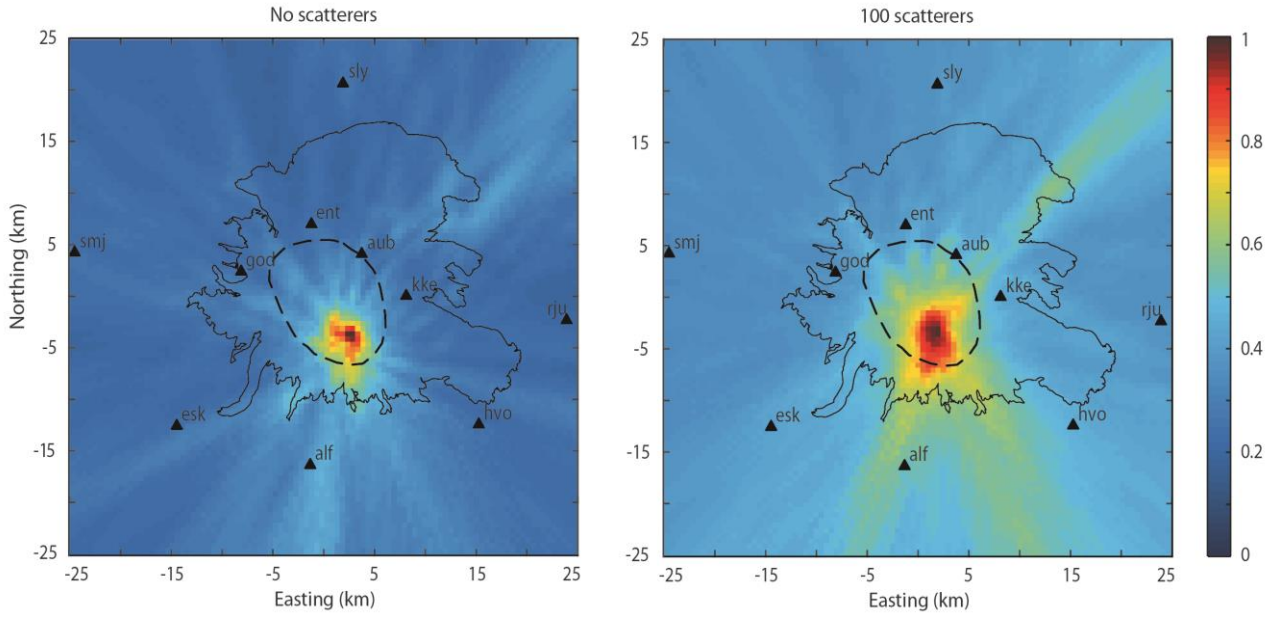 No scatterers
100 scatterers
25
15
5
-5
-15
-25
Northing (km)
-25
-15
-5
5
15
25
Easting (km)
sly
ent
aub
smj
god
kke
rju
esk
hvo
alf
25
15
5
-5
-15
-25
-25
-15
-5
5
15
25
Easting (km)
sly
ent
aub
smj
god
kke
rju
esk
hvo
alf
1
0.8
0.6
0.4
0.2
0